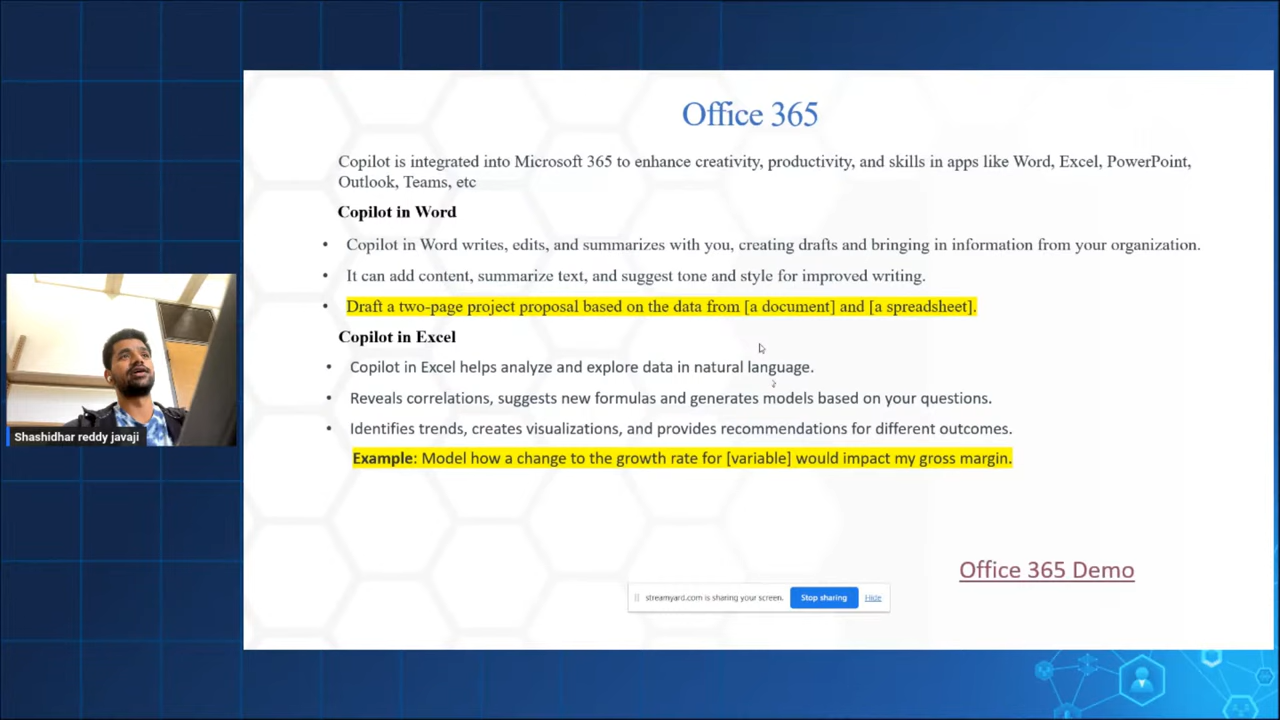 Office 365
Copilot is integrated into Microsoft 365 to enhance creativity, productivity, and skills in apps like Word, Excel, PowerPoint,
Outlook, Teams, etc
Copilot in Word
• Copilot in Word writes, edits, and summarizes with you, creating drafts and bringing in information from your organization.
• It can add content, summarize text, and suggest tone and style for improved writing.
• Draft a two-page project proposal based on the data from [a document] and [a spreadsheet].
Copilot in Excel
• Copilot in Excel helps analyze and explore data in natural language.
• Reveals correlations, suggests new formulas and generates models based on your questions.
• Identifies trends, creates visualizations, and provides recommendations for different outcomes.
Example: Model how a change to the growth rate for [variable] would impact my gross margin.
Office 365 Demo
streamyard.com is sharing your screen. Stop sharing Hide
Shashidhar reddy javaji